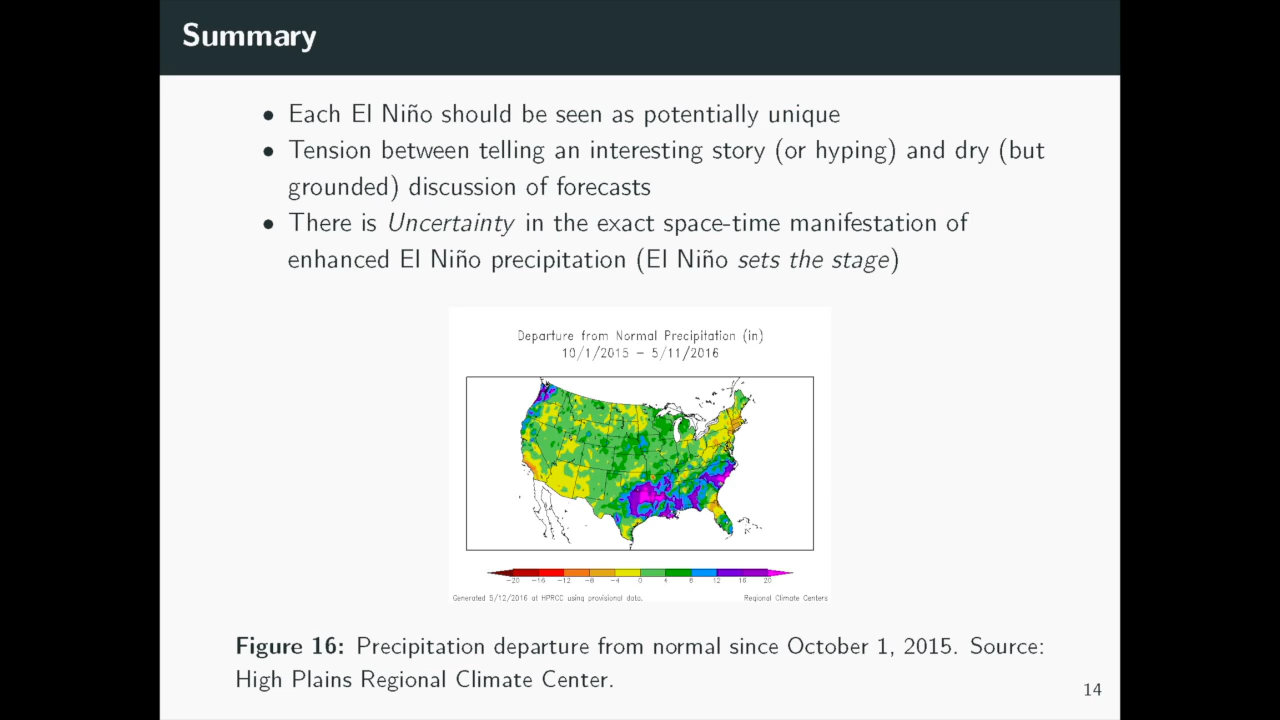 Summary
• Each El Niño should be seen as potentially unique
• Tension between telling an interesting story (or hyping) and dry (but
grounded) discussion of forecasts
• There is Uncertainty in the exact space-time manifestation of
enhanced El Niño precipitation (El Niño sets the stage)
Departure from Normal Precipitation (in)
10/1/2015 – 5/11/2016
-20 -16 -12 -8 -4 0 4 8 12 16 20
Generated 5/12/2016 at HPRCC using provisional data.
Regional Climate Centers
Figure 16: Precipitation departure from normal since October 1, 2015. Source:
High Plains Regional Climate Center.
14